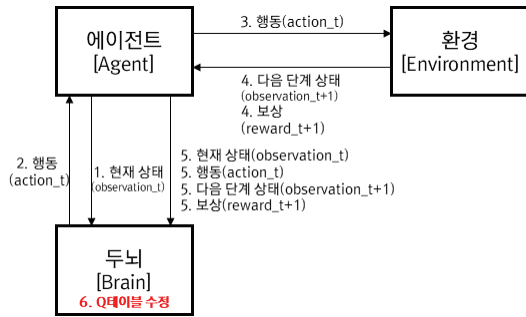 에이전트
[Agent]
3. 행동(action_t)
환경
[Environment]
4. 다음 단계 상태
(observation_t+1)
4. 보상
(reward_t+1)
2. 행동
(action_t)
1. 현재 상태
(observation_t)
5. 현재 상태(observation_t)
5. 행동(action_t)
5. 다음 단계 상태(observation_t+1)
5. 보상(reward_t+1)
두뇌
[Brain]
6. Q테이블 수정